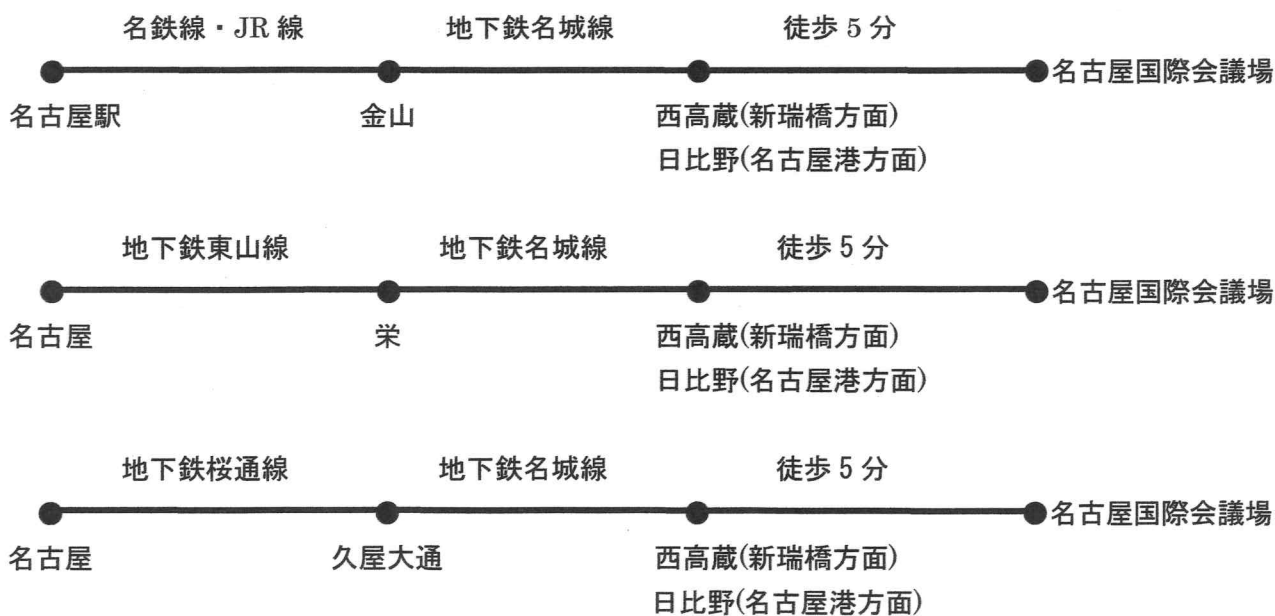 名鉄線・JR線 地下鉄名城線 徒歩5分
名古屋国際会議場
名古屋駅 金山 西高蔵(新瑞橋方面)
日比野(名古屋港方面)
地下鉄東山線 地下鉄名城線 徒歩5分
名古屋国際会議場
名古屋 栄 西高蔵(新瑞橋方面)
日比野(名古屋港方面)
地下鉄桜通線 地下鉄名城線 徒歩5分
名古屋国際会議場
名古屋 久屋大通 西高蔵(新瑞橋方面)
日比野(名古屋港方面)